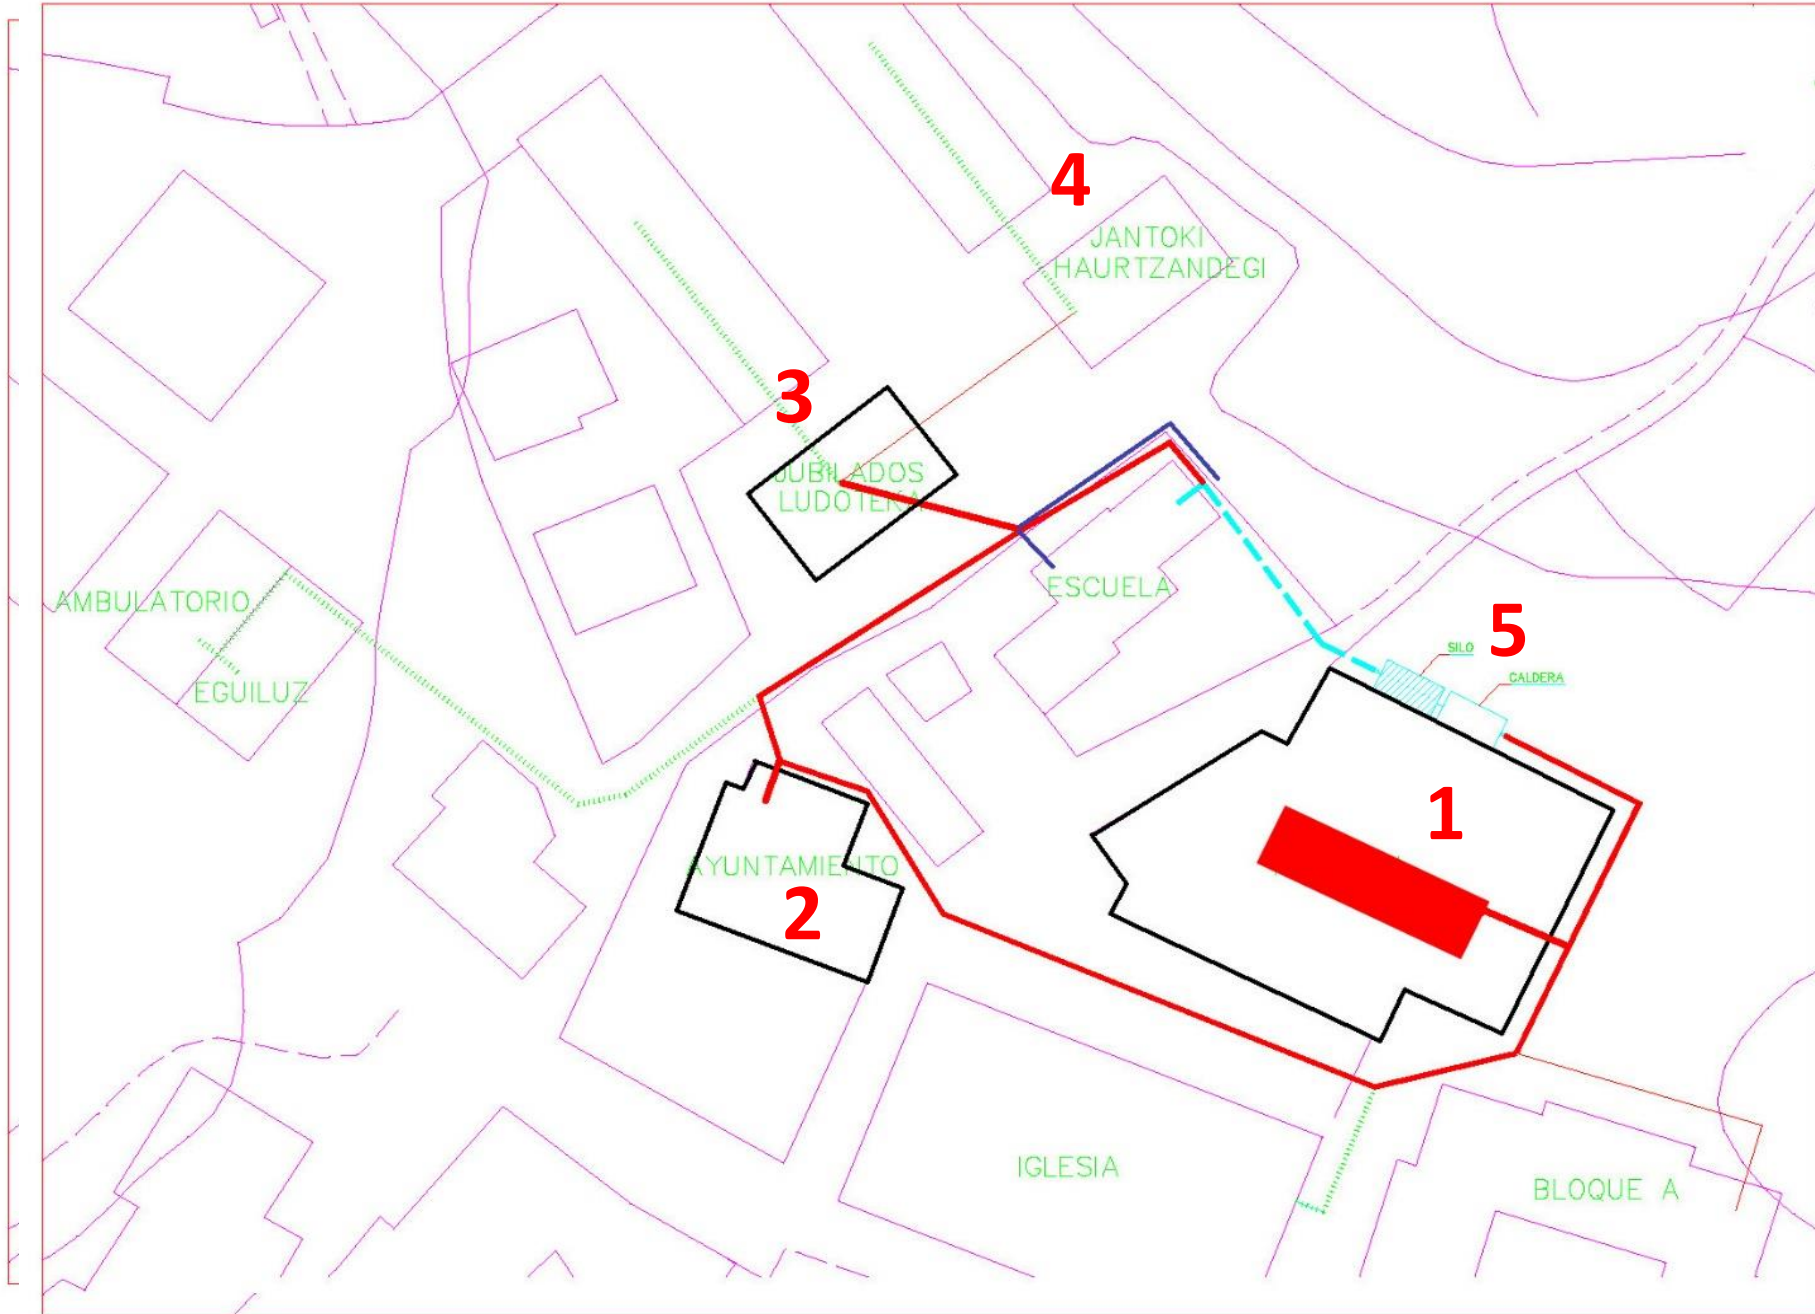 4
JANTOKI
HAURTZANDEGI
3
JUBILADOS
LUDOTEKA
ESCUELA
AMBULATORIO
EGUILUZ
5
SILO
CALDERA
1
AYUNTAMIENTO
2
IGLESIA
BLOQUE A